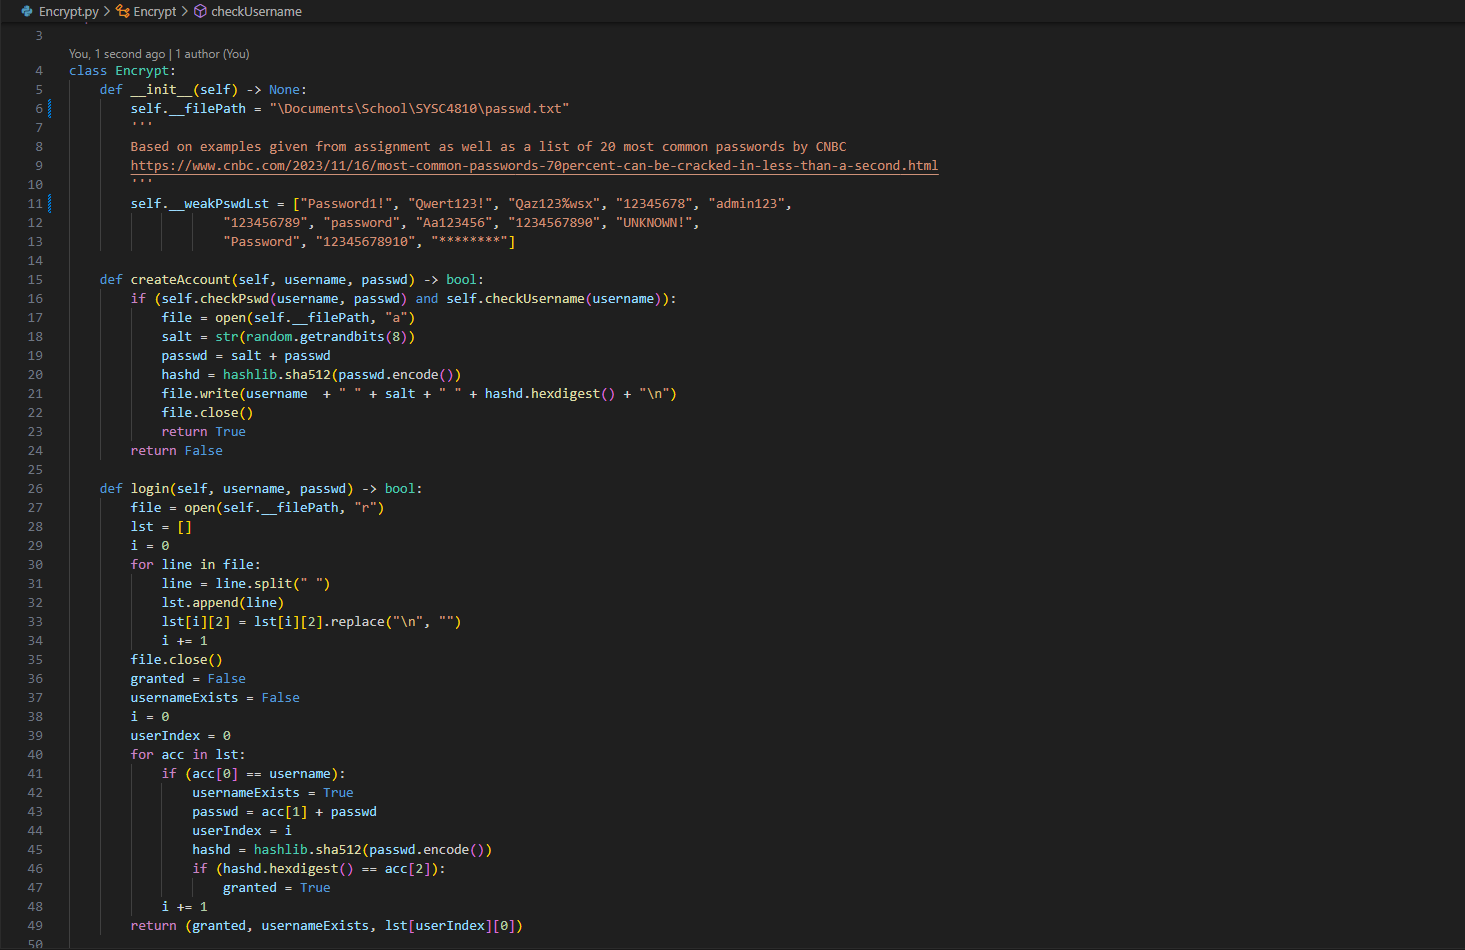 Encrypt.py > Encrypt > checkUsername
3
You, 1 second ago | 1 author (You)
4 class Encrypt:
5     def __init__(self) -> None:
6         self.__filePath = "\Documents\School\SYSC4810\passwd.txt"
7         '''
8         Based on examples given from assignment as well as a list of 20 most common passwords by CNBC
9         https://www.cnbc.com/2023/11/16/most-common-passwords-70percent-can-be-cracked-in-less-than-a-second.html
10         '''
11         self.__weakPswdLst = ["Password1!", "Qwert123!", "Qaz123%wsx", "12345678", "admin123",
12                     "123456789", "password", "Aa123456", "1234567890", "UNKNOWN!",
13                     "Password", "12345678910", "********"]
14
15     def createAccount(self, username, passwd) -> bool:
16         if (self.checkPswd(username, passwd) and self.checkUsername(username)):
17             file = open(self.__filePath, "a")
18             salt = str(random.getrandbits(8))
19             passwd = salt + passwd
20             hashd = hashlib.sha512(passwd.encode())
21             file.write(username  + " " + salt + " " + hashd.hexdigest() + "\n")
22             file.close()
23             return True
24         return False
25
26     def login(self, username, passwd) -> bool:
27         file = open(self.__filePath, "r")
28         lst = []
29         i = 0
30         for line in file:
31             line = line.split(" ")
32             lst.append(line)
33             lst[i][2] = lst[i][2].replace("\n", "")
34             i += 1
35         file.close()
36         granted = False
37         usernameExists = False
38         i = 0
39         userIndex = 0
40         for acc in lst:
41             if (acc[0] == username):
42                 usernameExists = True
43                 passwd = acc[1] + passwd
44                 userIndex = i
45                 hashd = hashlib.sha512(passwd.encode())
46                 if (hashd.hexdigest() == acc[2]):
47                     granted = True
48             i += 1
49         return (granted, usernameExists, lst[userIndex][0])
50